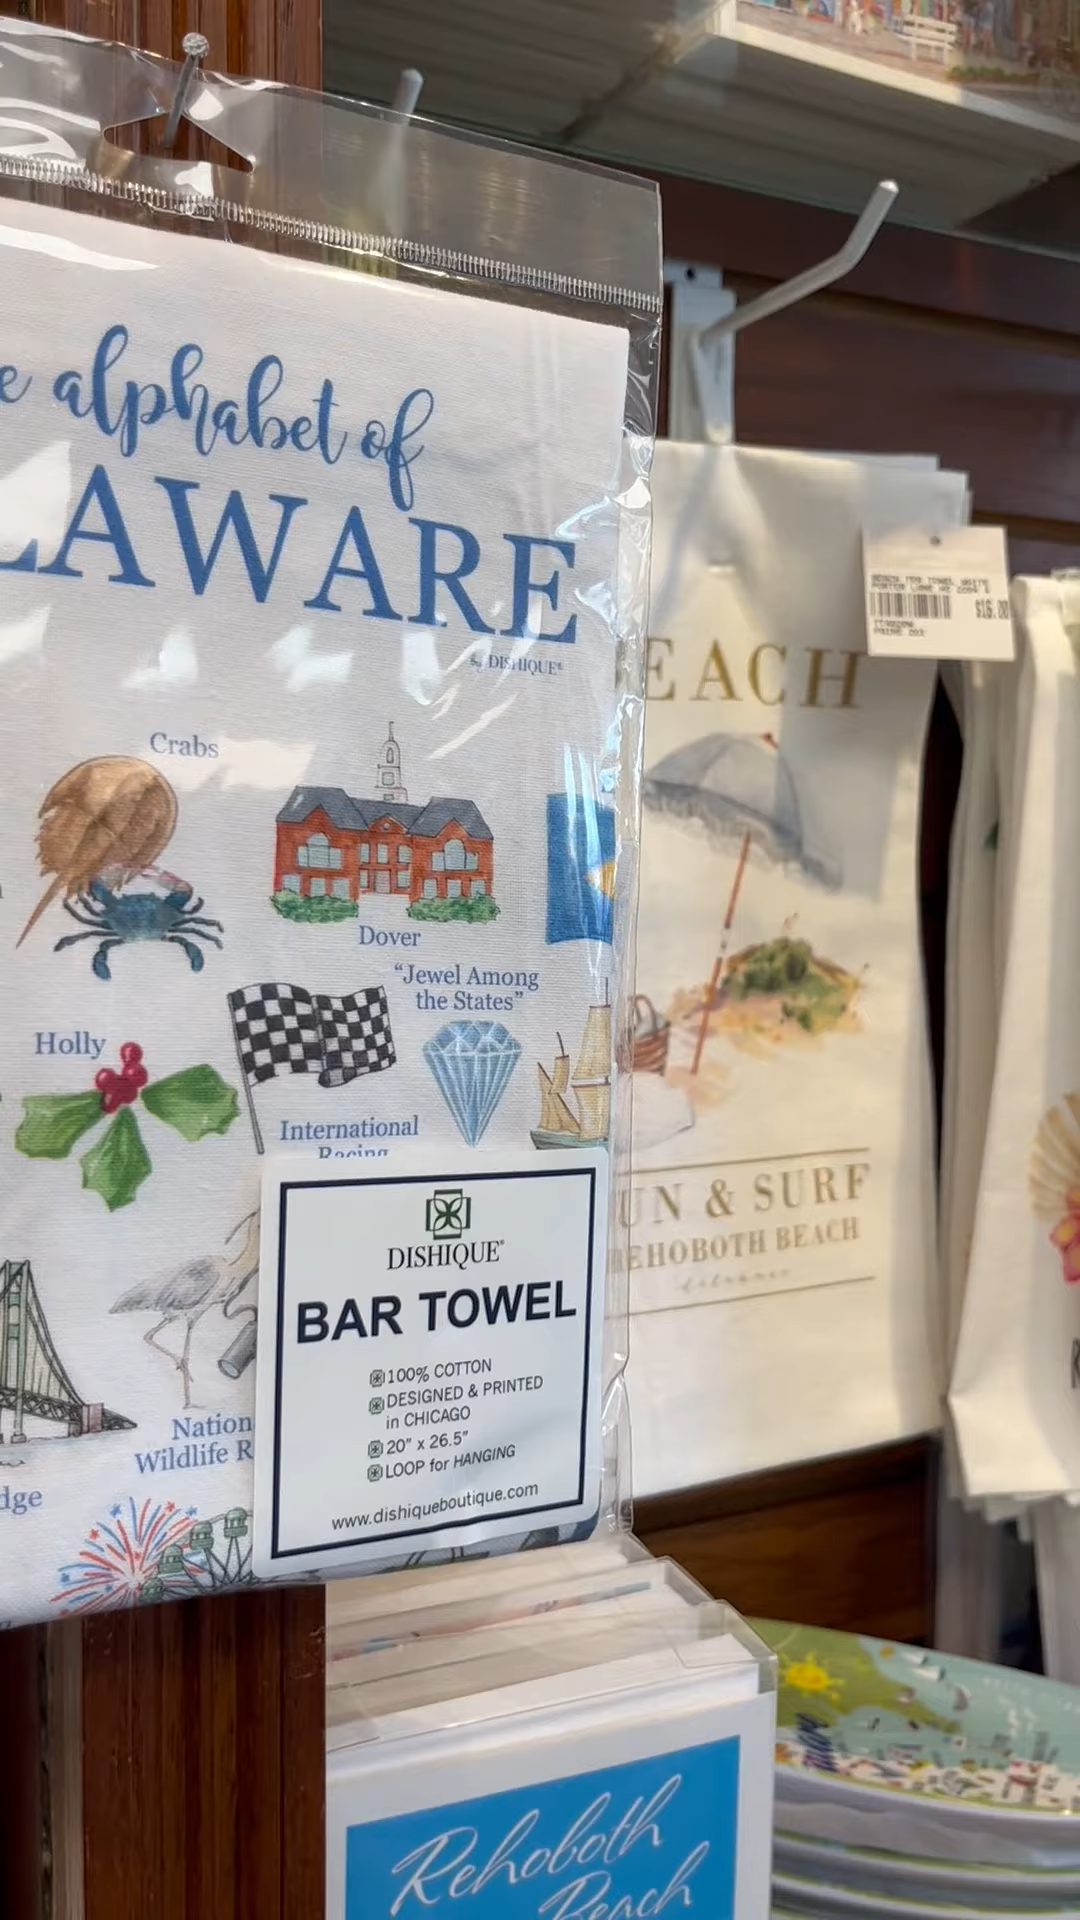 alphabet of
LAWARE
by DISHIQUE®
Crabs
Dover
"Jewel Among
the States"
Holly
International
Racing
Nation
Wildlife R
dge
DISHIQUE®
BAR TOWEL
100% COTTON
DESIGNED & PRINTED
in CHICAGO
20" x 26.5"
LOOP for HANGING
www.dishiqueboutique.com
EACH
UN & SURF
REHOBOTH BEACH
$16.00
Rehoboth
Beach